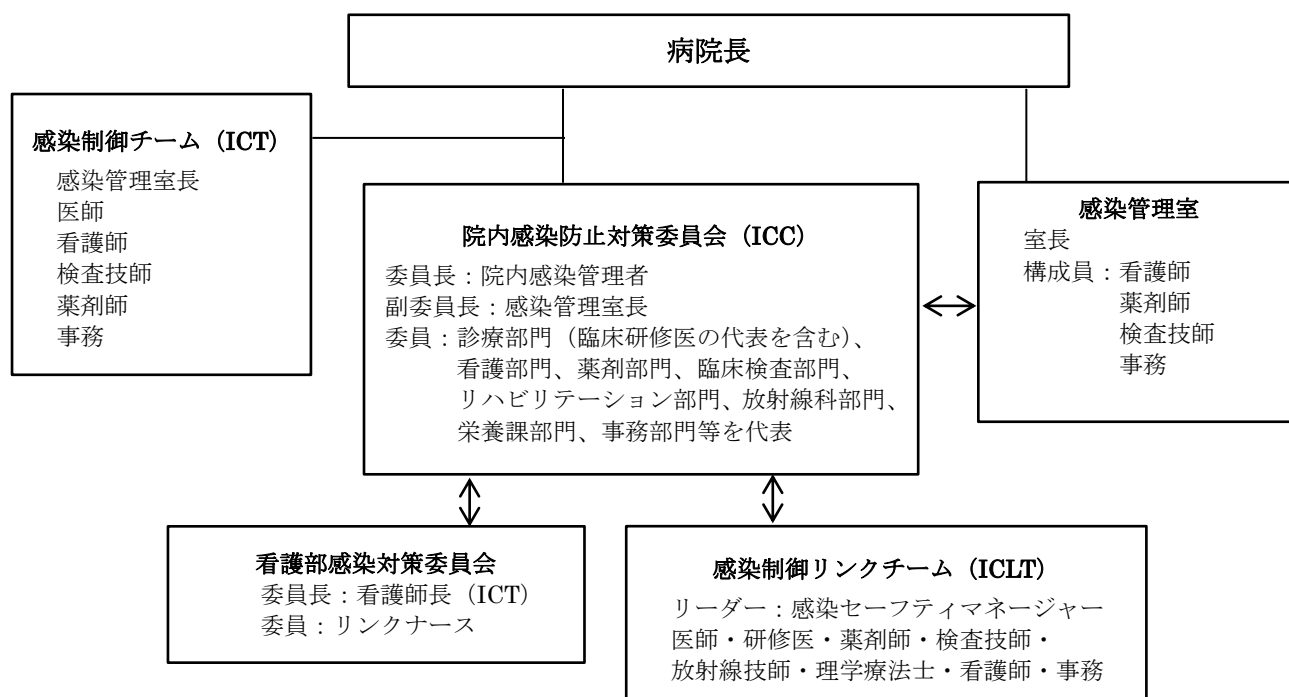 病院長
感染制御チーム（ICT）
感染管理室長
医師
看護師
検査技師
薬剤師
事務
院内感染防止対策委員会（ICC）
委員長：院内感染管理者
副委員長：感染管理室長
委員：診療部門（臨床研修医の代表を含む）、
看護部門、薬剤部門、臨床検査部門、
リハビリテーション部門、放射線科部門、
栄養課部門、事務部門等を代表
感染管理室
室長
構成員：看護師
薬剤師
検査技師
事務
看護部感染対策委員会
委員長：看護師長（ICT）
委員：リンクナース
感染制御リンクチーム（ICLT）
リーダー：感染セーフティマネージャー
医師・研修医・薬剤師・検査技師・
放射線技師・理学療法士・看護師・事務